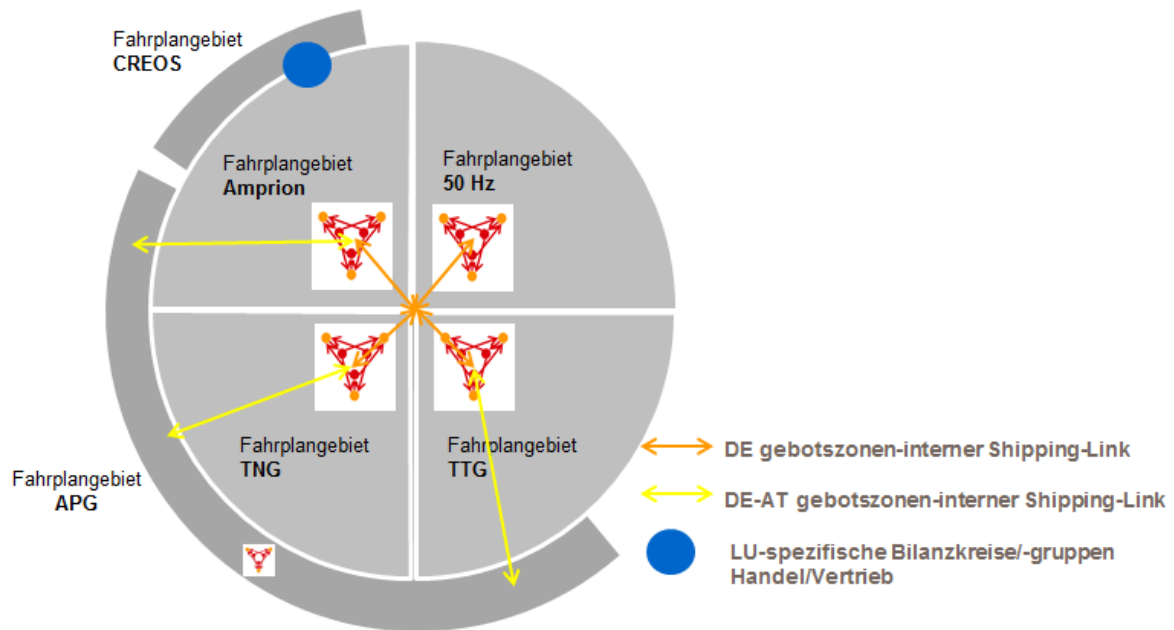 Fahrplangebiet
CREOS
Fahrplangebiet
Amprion
Fahrplangebiet
50 Hz
Fahrplangebiet
TNG
Fahrplangebiet
TTG
Fahrplangebiet
APG
DE gebotszonen-interner Shipping-Link
DE-AT gebotszonen-interner Shipping-Link
LU-spezifische Bilanzkreise/-gruppen
Handel/Vertrieb